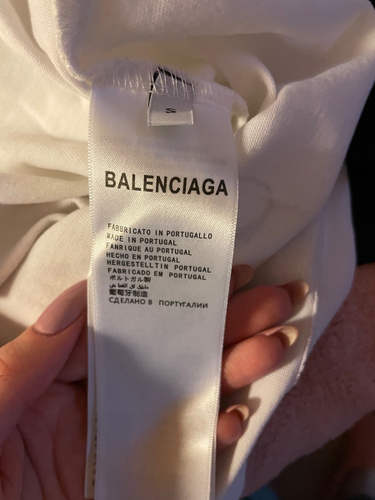 S
BALENCIAGA
FABBRICATO IN PORTUGALLO
MADE IN PORTUGAL
FANRIQUE AU PORTUGAL
HECHO EN PORTUGAL
HERGESTELLTIN PORTUGAL
FABRICADO EM PORTUGAL
ポルトガル製
葡萄牙制造
СДЕЛАНО В ПОРТУГАЛИИ